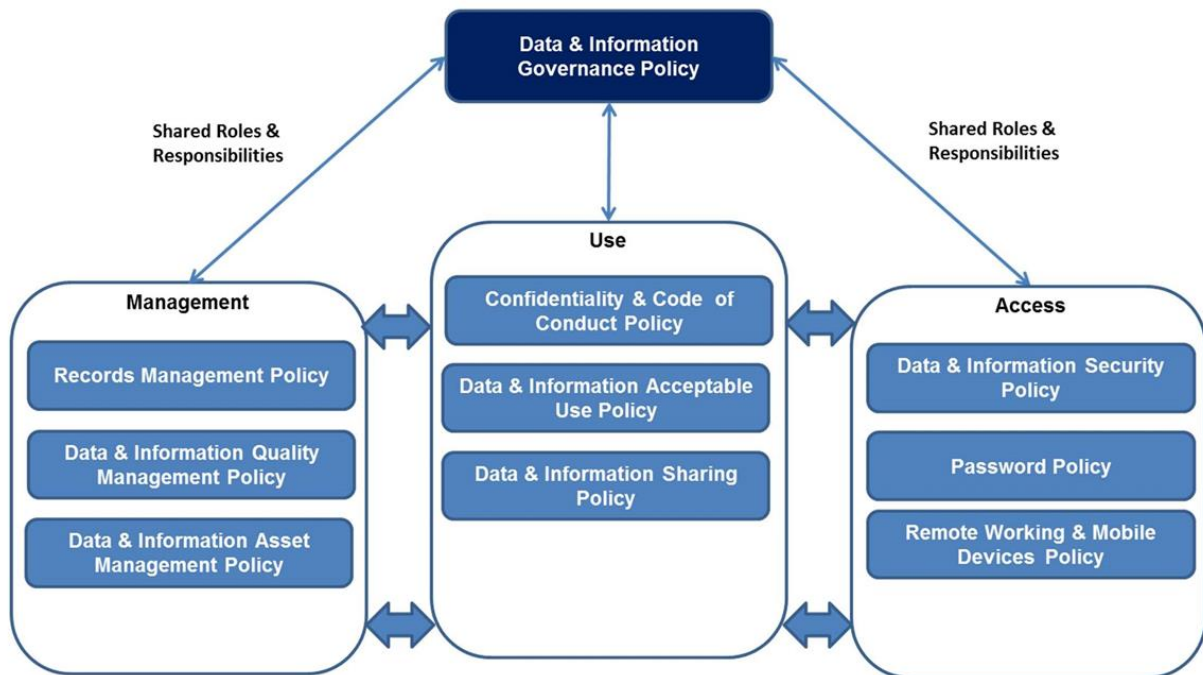 Data & Information
Governance Policy
Shared Roles &
Responsibilities
Shared Roles &
Responsibilities
Management
Records Management Policy
Data & Information Quality
Management Policy
Data & Information Asset
Management Policy
Use
Confidentiality & Code of
Conduct Policy
Data & Information Acceptable
Use Policy
Data & Information Sharing
Policy
Access
Data & Information Security
Policy
Password Policy
Remote Working & Mobile
Devices Policy